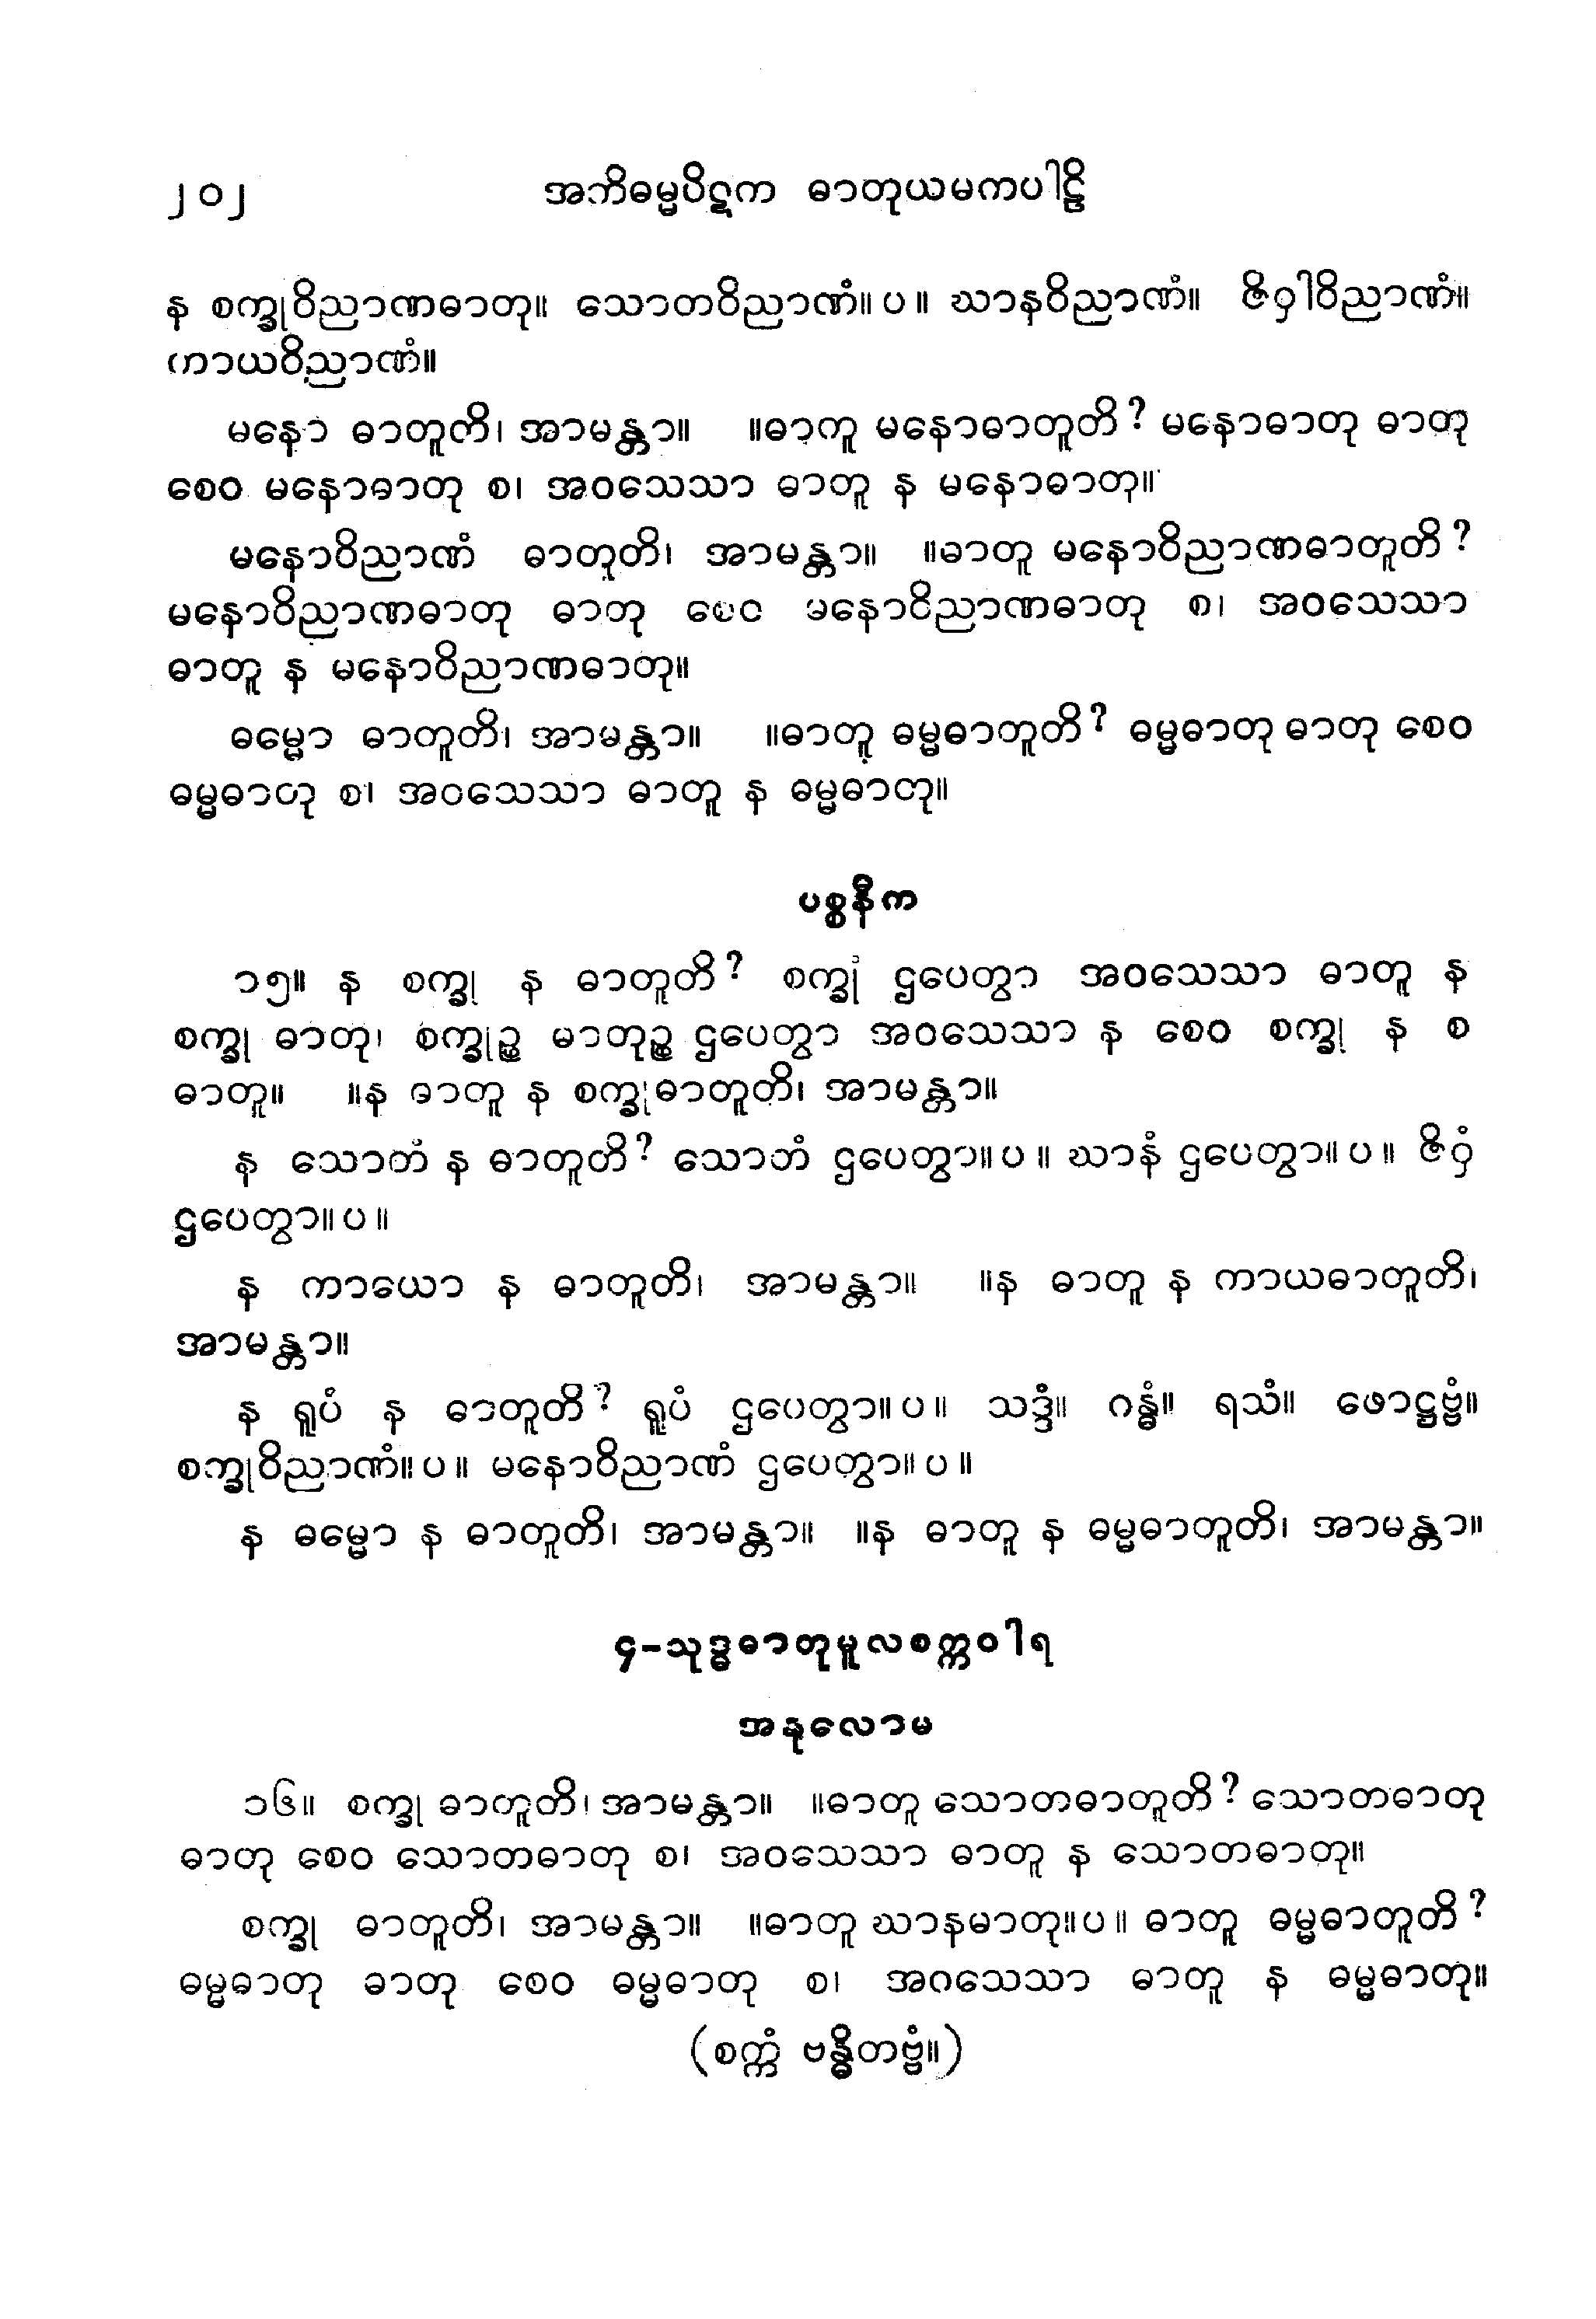 ၂၀၂ အဘိဓမ္မပိဋက ဓာတုယမကပါဠိ
န စက္ခုဝိညာဏဓာတု။ သောတဝိညာဏံ။ ပ ။ ဃာနဝိညာဏံ။ ဇိဝှါဝိညာဏံ။
ကာယဝိညာဏံ။
မနော ဓာတူတိ၊ အာမန္တာ။ ။ဓာကူ မနောဓာတူတိ? မနောဓာတု ဓာတု
စေဝ မနောဓာတု စ၊ အဝသေသာ ဓာတူ န မနောဓာတု။
မနောဝိညာဏံ ဓာတူတိ၊ အာမန္တာ။ ။ဓာတူ မနောဝိညာဏဓာတူတိ?
မနောဝိညာဏဓာတု ဓာတု စေဝ မနောဝိညာဏဓာတု စ၊ အဝသေသာ
ဓာတူ န မနောဝိညာဏဓာတု။
ဓမ္မော ဓာတူတိ၊ အာမန္တာ။ ။ဓာတူ ဓမ္မဓာတူတိ? ဓမ္မဓာတု ဓာတု စေဝ
ဓမ္မဓာတု စ၊ အဝသေသာ ဓာတူ န ဓမ္မဓာတု။
ပစ္စနီက
၁၅။ န စက္ခု န ဓာတူတိ? စက္ခုံ ဌပေတွာ အဝသေသာ ဓာတူ န
စက္ခု ဓာတု၊ စက္ခုဉ္စ မာတုဉ္စ ဌပေတွာ အဝသေသာ န စေဝ စက္ခု န စ
ဓာတူ။ ။န ဓာတူ န စက္ခုဓာတူတိ၊ အာမန္တာ။
န သောတံ န ဓာတူတိ? သောတံ ဌပေတွာ။ ပ ။ ဃာနံ ဌပေတွာ။ ပ ။ ဇိဝှံ
ဌပေတွာ။ ပ ။
န ကာယော န ဓာတူတိ၊ အာမန္တာ။ ။န ဓာတူ န ကာယဓာတူတိ၊
အာမန္တာ။
န ရူပံ န ဓာတူတိ? ရူပံ ဌပေတွာ။ ပ ။ သဒ္ဒံ။ ဂန္ဓံ။ ရသံ။ ဖောဋ္ဌဗ္ဗံ။
စက္ခုဝိညာဏံ။ ပ ။ မနောဝိညာဏံ ဌပေတွာ။ ပ ။
န ဓမ္မော န ဓာတူတိ၊ အာမန္တာ။ ။န ဓာတူ န ဓမ္မဓာတူတိ၊ အာမန္တာ။
၄-သုဒ္ဓဓာတုမူလစက္ကဝါရ
အနုလောမ
၁၆။ စက္ခု ဓာတူတိ၊ အာမန္တာ။ ။ဓာတူ သောတဓာတူတိ? သောတဓာတု
ဓာတု စေဝ သောတဓာတု စ၊ အဝသေသာ ဓာတူ န သောတဓာတု။
စက္ခု ဓာတူတိ၊ အာမန္တာ။ ။ဓာတူ ဃာနမာတု။ပ ။ ဓာတူ ဓမ္မဓာတူတိ?
ဓမ္မဓာတု ဓာတု စေဝ ဓမ္မဓာတု စ၊ အဂသေသာ ဓာတူ န ဓမ္မဓာတု။
(စက္ကံ ဗန္ဓိတဗ္ဗံ။)